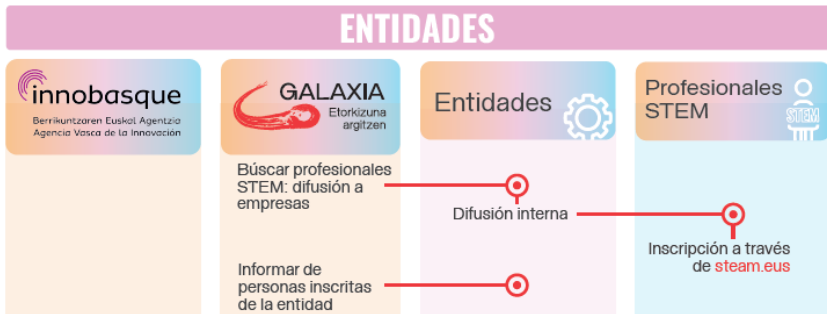 ENTIDADES
innobasque
Berrikuntzaren Euskal Agentzia
Agencia Vasca de la Innovación
GALAXIA
Etorkizuna
argitzen
Entidades
Profesionales
STEM
STEM
Búscar profesionales
STEM: difusión a
empresas
Difusión interna
Inscripción a través
de steam.eus
Informar de
personas inscritas
de la entidad